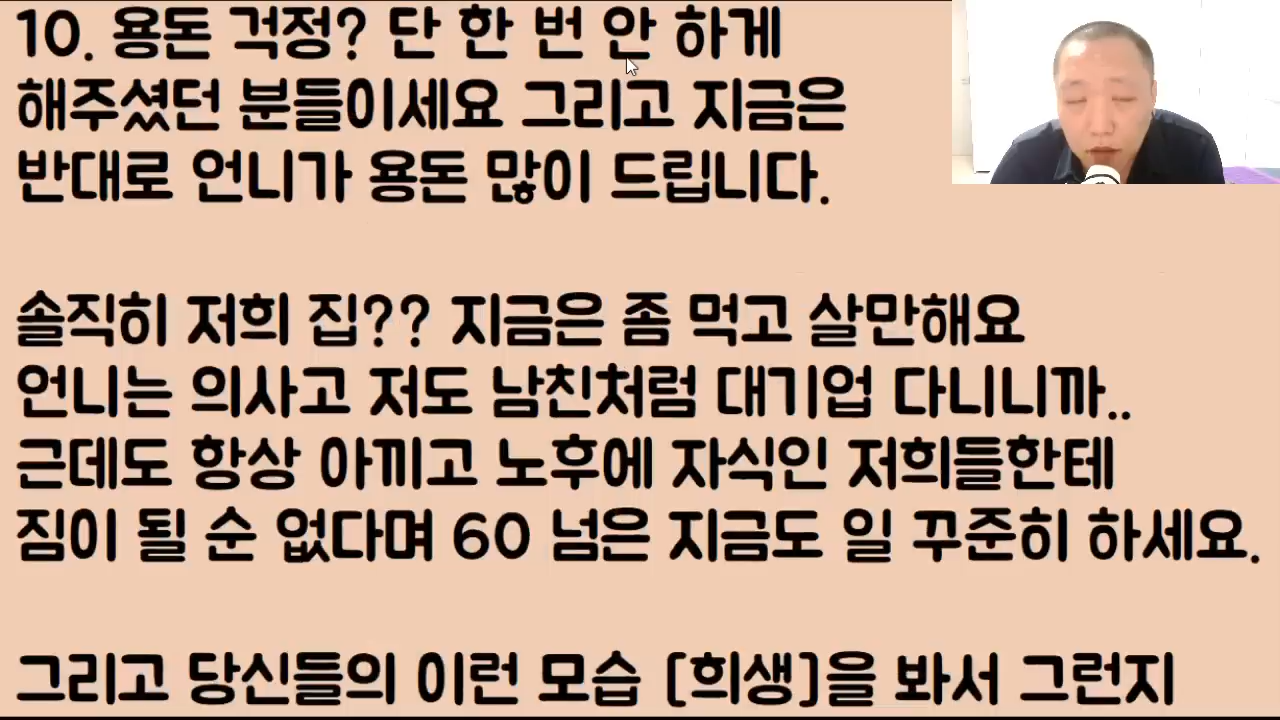 10. 용돈 걱정? 단 한 번 안 하게
해주셨던 분들이세요 그리고 지금은
반대로 언니가 용돈 많이 드립니다.
솔직히 저희 집?? 지금은 좀 먹고 살만해요
언니는 의사고 저도 남친처럼 대기업 다니니까..
근데도 항상 아끼고 노후에 자식인 저희들한테
짐이 될 순 없다며 60 넘은 지금도 일 꾸준히 하세요.
그리고 당신들의 이런 모습 [희생]을 봐서 그런지